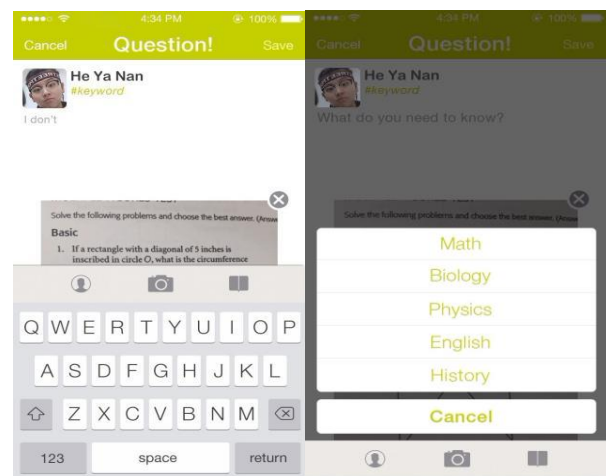 4:34 PM 100%
Cancel Question! Save
He Ya Nan
#keyword
I don't
Solve the following problems and choose the best answer. (Answ
Basic
1. If a rectangle with a diagonal of 5 inches is
inscribed in circle O, what is the circumference
Q W E R T Y U I O P
A S D F G H J K L
Z X C V B N M
123 space return
4:34 PM 100%
Cancel Question! Save
He Ya Nan
#keyword
What do you need to know?
Solve the following problems and choose the best answer. (Answ
Math
Biology
Physics
English
History
Cancel